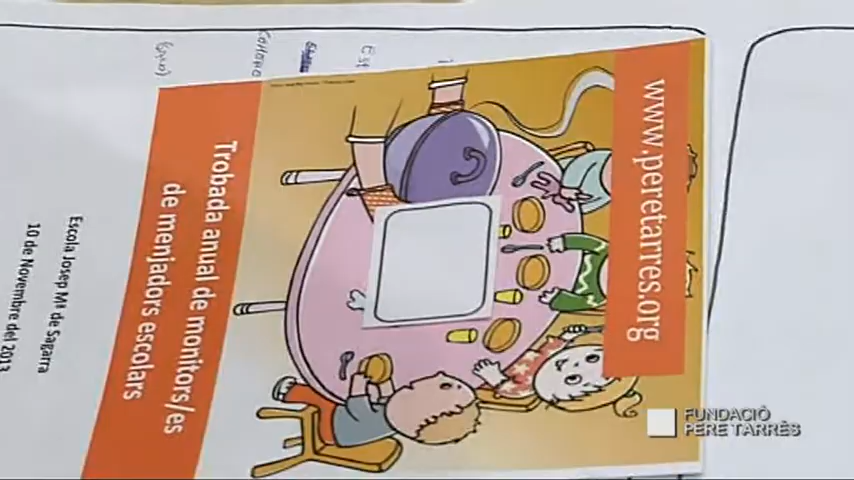 www.peretarres.org
Trobada anual de monitors/es
de menjadors escolars
Escola Josep Mª de Sagarra
10 de Novembre del 2013
FUNDACIÓ
PERE TARRÉS